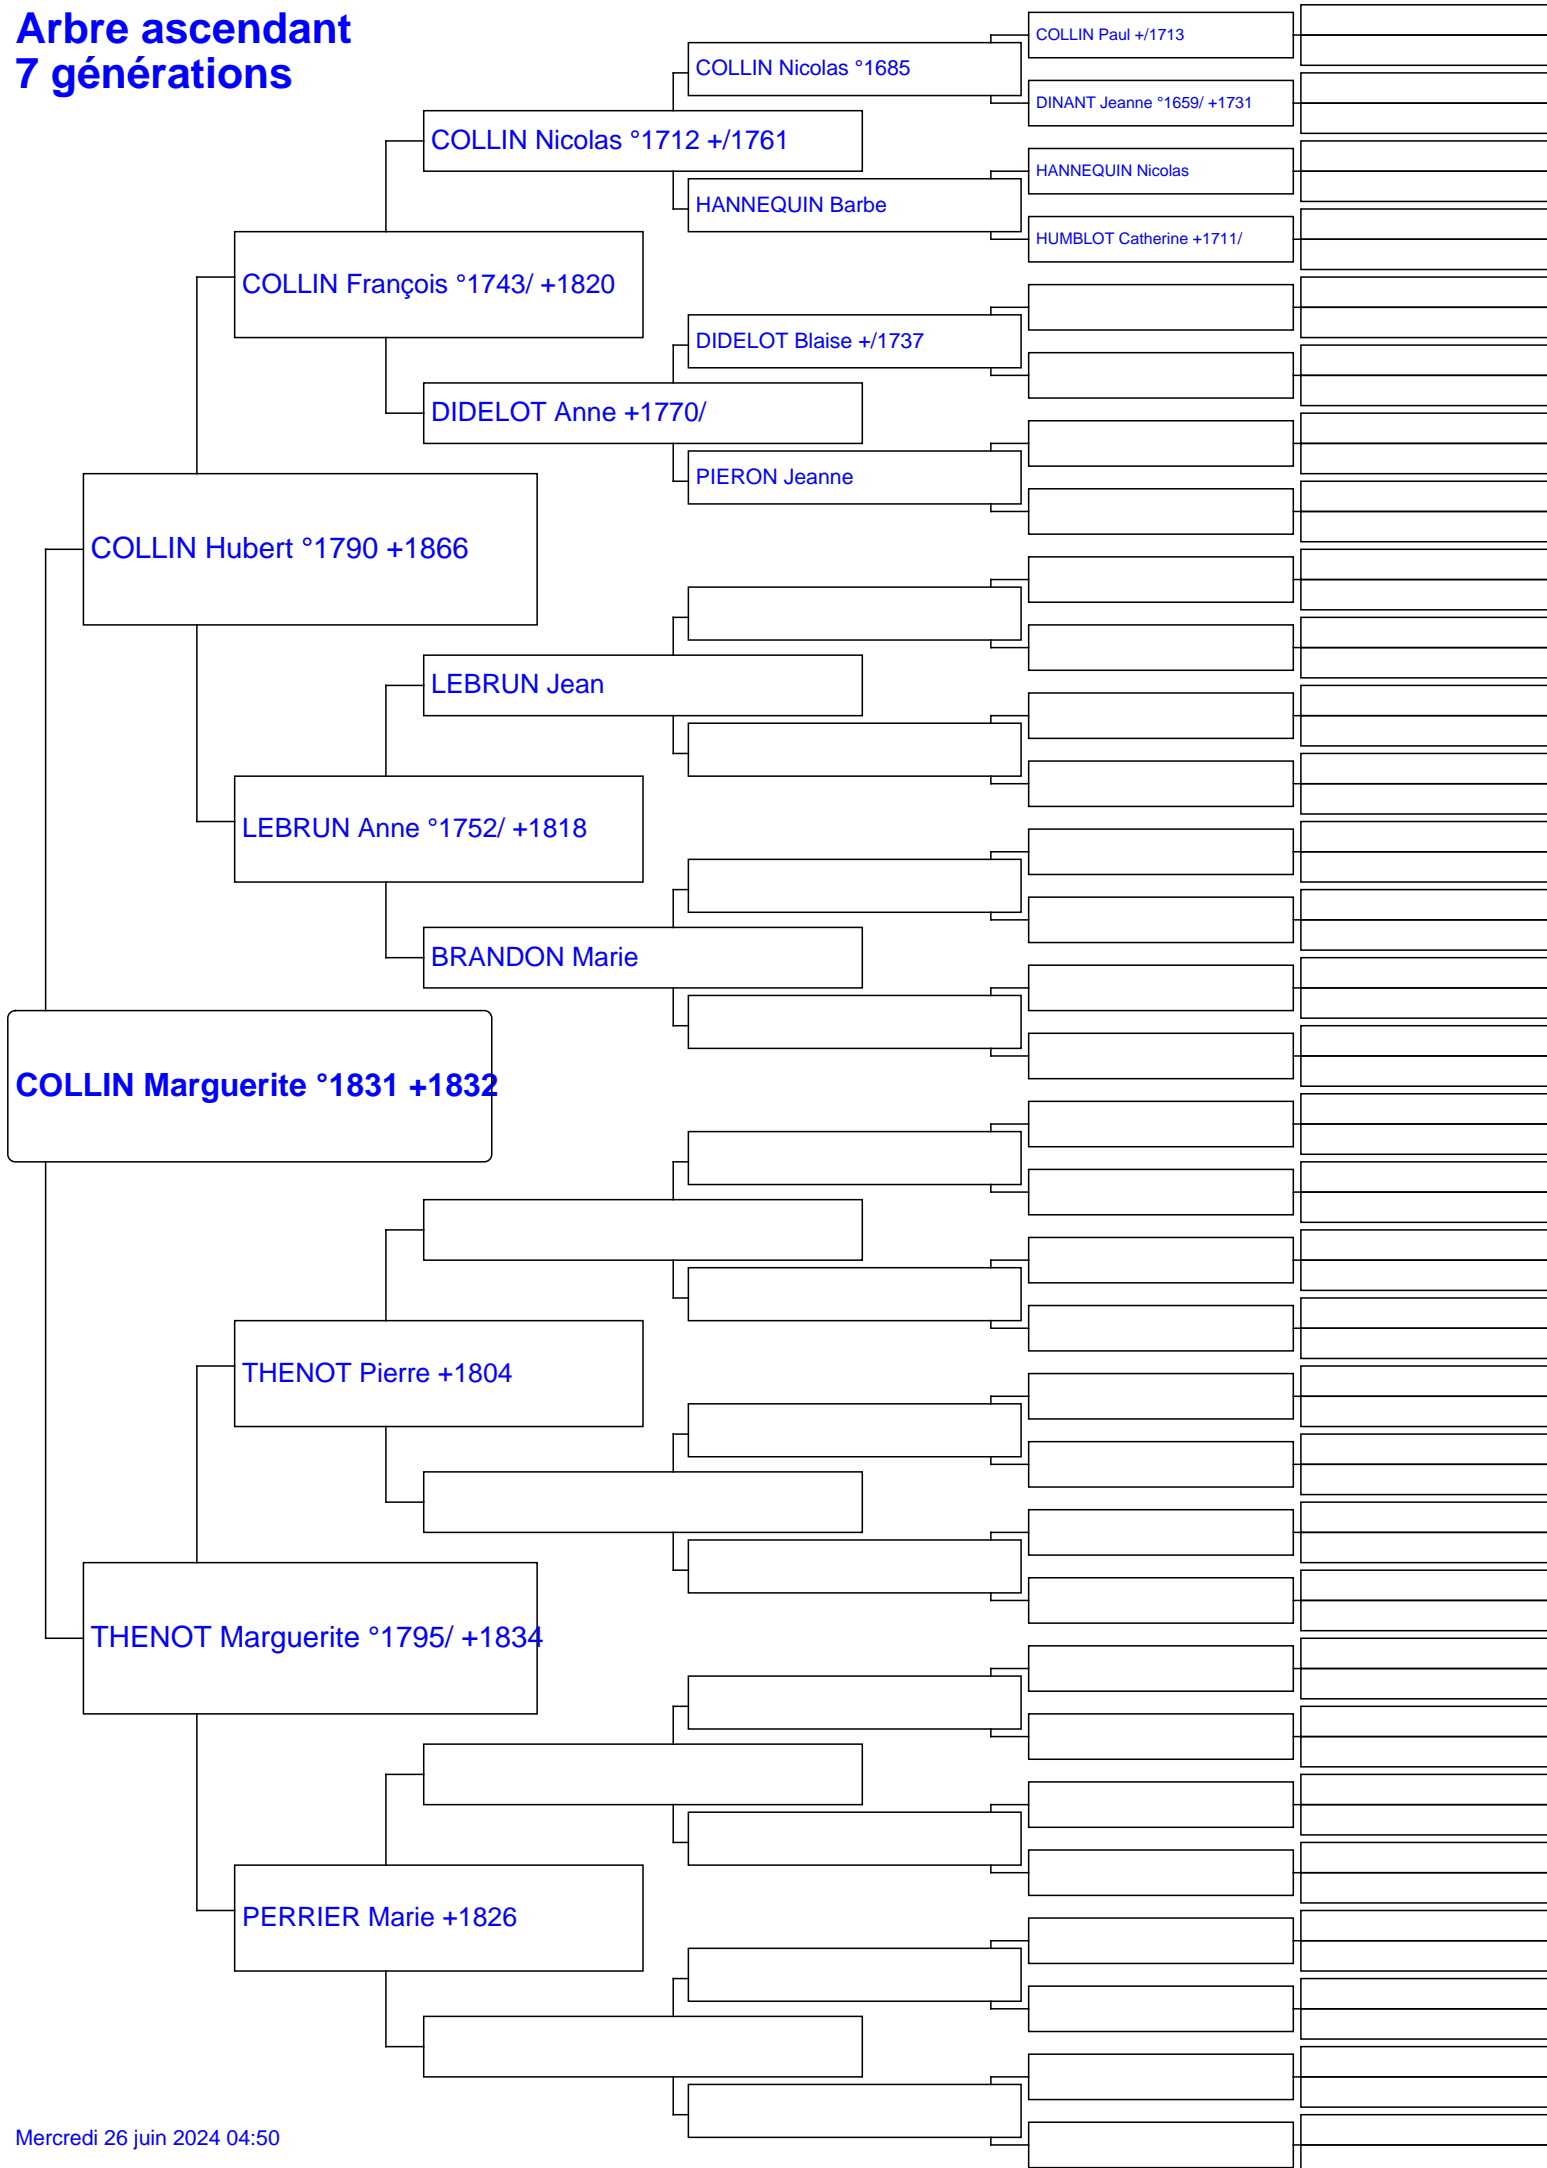 Arbre ascendant
7 générations
COLLIN Paul +/1713
COLLIN Nicolas °1685
DINANT Jeanne °1659/ +1731
COLLIN Nicolas °1712 +/1761
HANNEQUIN Nicolas
HANNEQUIN Barbe
HUMBLOT Catherine +1711/
COLLIN François °1743/ +1820
DIDELOT Blaise +/1737
DIDELOT Anne +1770/
PIERON Jeanne
COLLIN Hubert °1790 +1866
LEBRUN Jean
LEBRUN Anne °1752/ +1818
BRANDON Marie
COLLIN Marguerite °1831 +1832
THENOT Pierre +1804
THENOT Marguerite °1795/ +1834
PERRIER Marie +1826
Mercredi 26 juin 2024 04:50